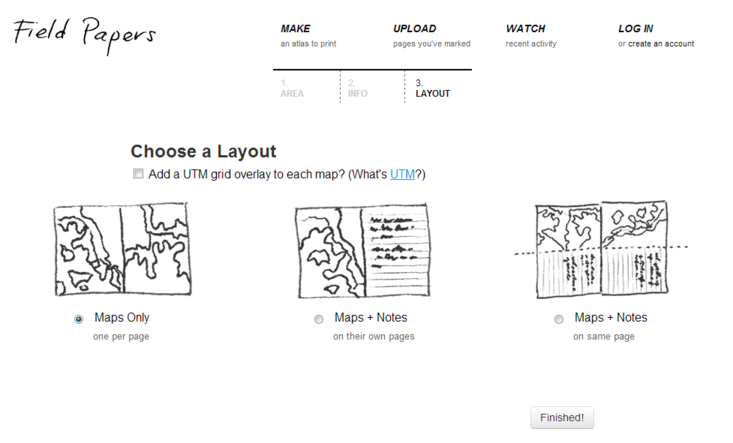 Field Papers
MAKE
an atlas to print
UPLOAD
pages you've marked
WATCH
recent activity
LOG IN
or create an account
1.
AREA
2.
INFO
3.
LAYOUT
Choose a Layout
Add a UTM grid overlay to each map? (What's UTM?)
Maps Only
one per page
Maps + Notes
on their own pages
Maps + Notes
on same page
Finished!